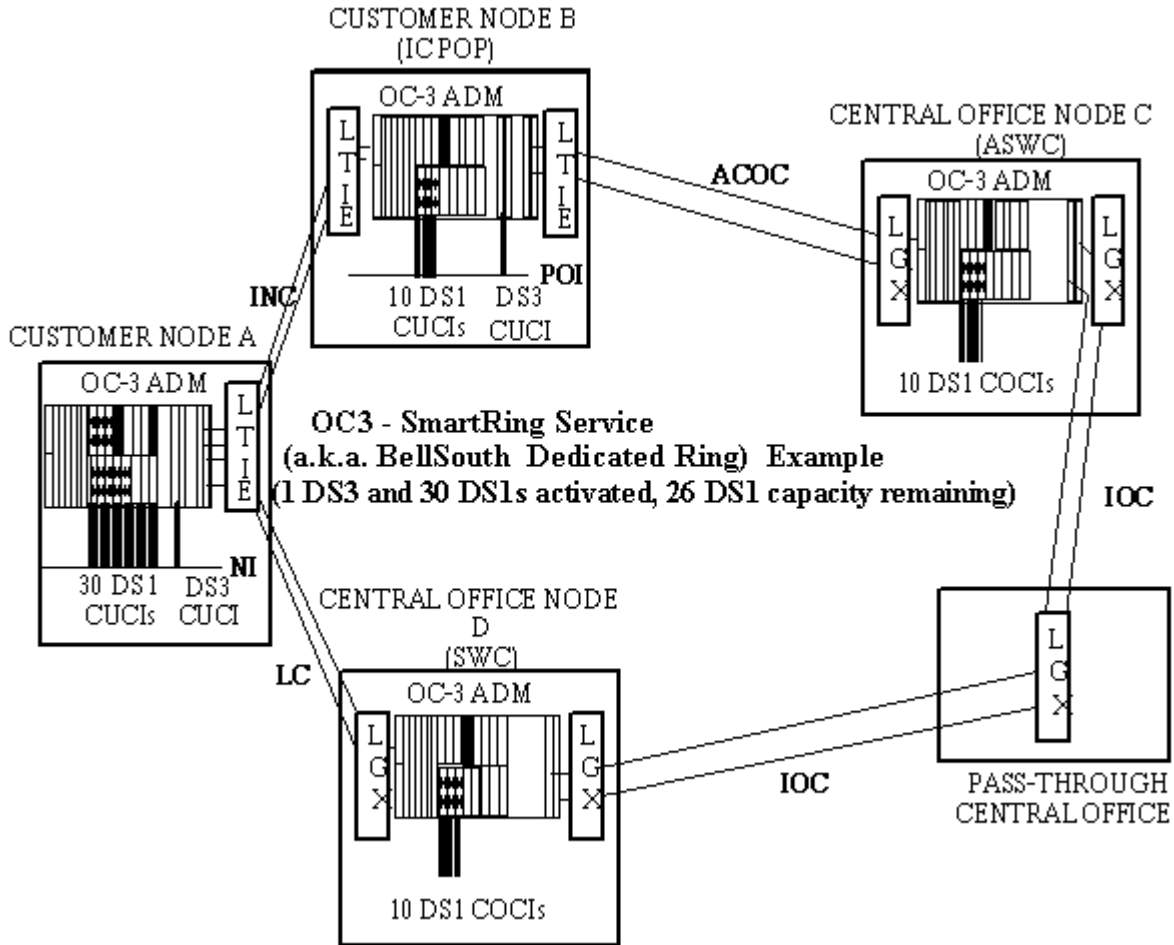 CUSTOMER NODE B
(IC POP)
OC-3 ADM
L
T
I
E
L
T
I
E
10 DS1
CUCIs
DS3
CUCI
POI
ACOC
CENTRAL OFFICE NODE C
(ASWC)
OC-3 ADM
L
G
X
L
G
X
10 DS1 COCIs
INC
CUSTOMER NODE A
OC-3 ADM
L
T
I
E
30 DS1
CUCIs
DS3
CUCI
NI
OC3 - SmartRing Service
(a.k.a. BellSouth Dedicated Ring) Example
(1 DS3 and 30 DS1s activated, 26 DS1 capacity remaining)
IOC
LC
CENTRAL OFFICE NODE
D
(SWC)
OC-3 ADM
L
G
X
L
G
X
10 DS1 COCIs
IOC
L
G
X
PASS-THROUGH
CENTRAL OFFICE